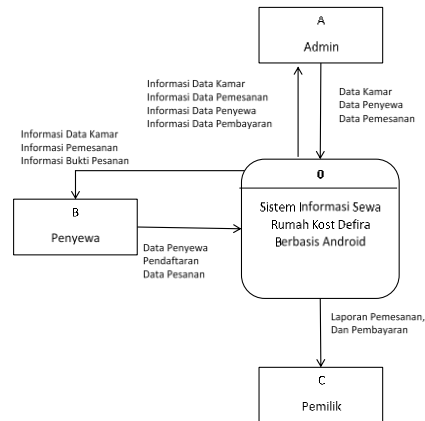 A
Admin
Informasi Data Kamar
Informasi Data Pemesanan
Informasi Data Penyewa
Informasi Data Pembayaran
Data Kamar
Data Penyewa
Data Pemesanan
Informasi Data Kamar
Informasi Pemesanan
Informasi Bukti Pesanan
0
Sistem Informasi Sewa
Rumah Kost Defira
Berbasis Android
B
Penyewa
Data Penyewa
Pendaftaran
Data Pesanan
Laporan Pemesanan,
Dan Pembayaran
C
Pemilik